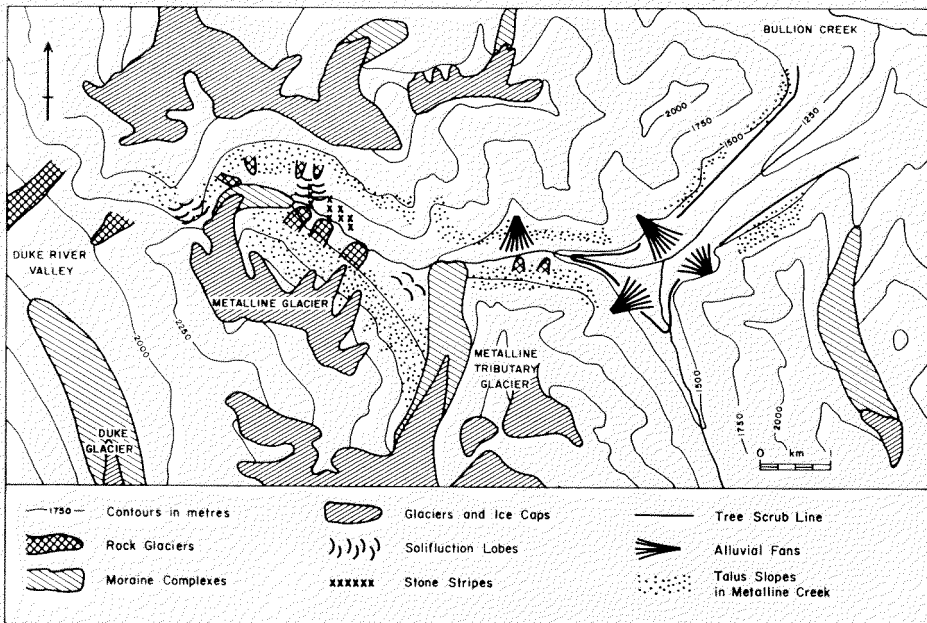 BULLION CREEK
2000
1750
1500
1250
DUKE RIVER
VALLEY
METALLINE GLACIER
2000
2250
METALLINE
TRIBUTARY
GLACIER
1500
1750
2000
DUKE
GLACIER
0 km 1
1750 Contours in metres
Rock Glaciers
Moraine Complexes
Glaciers and Ice Caps
Solifluction Lobes
xxxxxx Stone Stripes
Tree Scrub Line
Alluvial Fans
Talus Slopes
in Metalline Creek